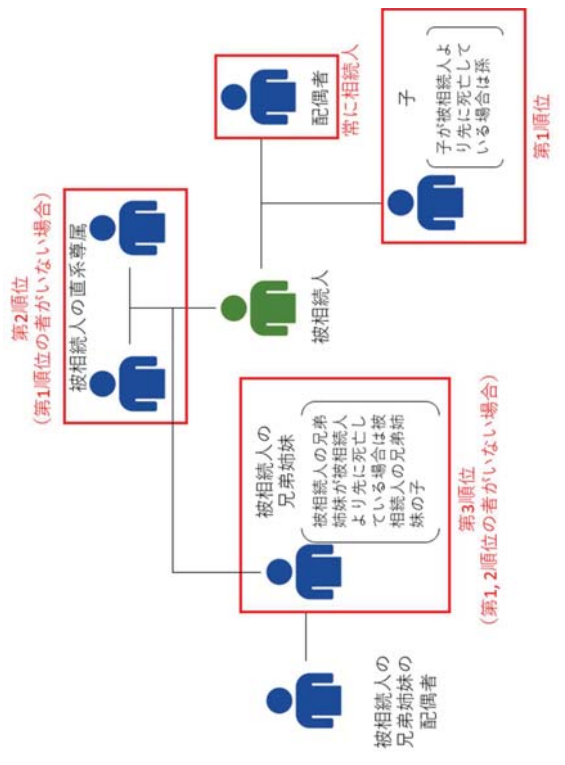 第2順位
(第1順位の者がいない場合)
被相続人の直系尊属
被相続人の
兄弟姉妹の
配偶者
被相続人の
兄弟姉妹
被相続人の兄弟
姉妹が被相続人
より先に死亡し
ている場合は被
相続人の兄弟姉
妹の子
第3順位
(第1,2順位の者がいない場合)
被相続人
配偶者
常に相続人
子
子が被相続人よ
り先に死亡して
いる場合は孫
第1順位